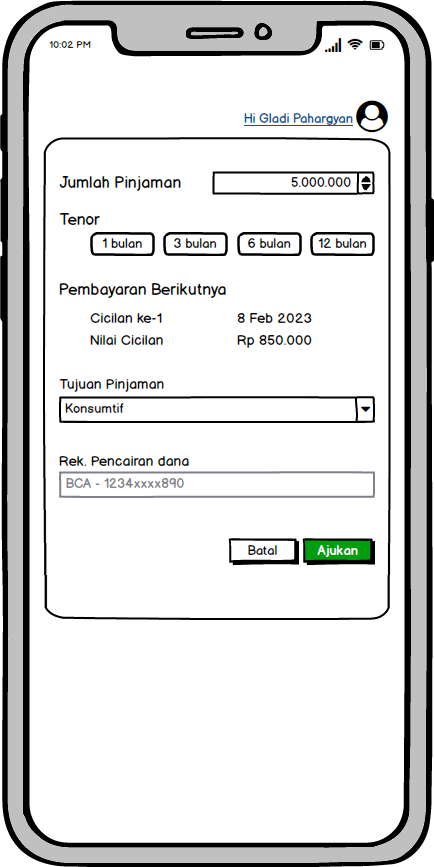 10:02 PM
Hi Gladi Pahargyan
Jumlah Pinjaman 5.000.000
Tenor
1 bulan 3 bulan 6 bulan 12 bulan
Pembayaran Berikutnya
Cicilan ke-1 8 Feb 2023
Nilai Cicilan Rp 850.000
Tujuan Pinjaman
Konsumtif
Rek. Pencairan dana
BCA - 1234xxxx890
Batal Ajukan